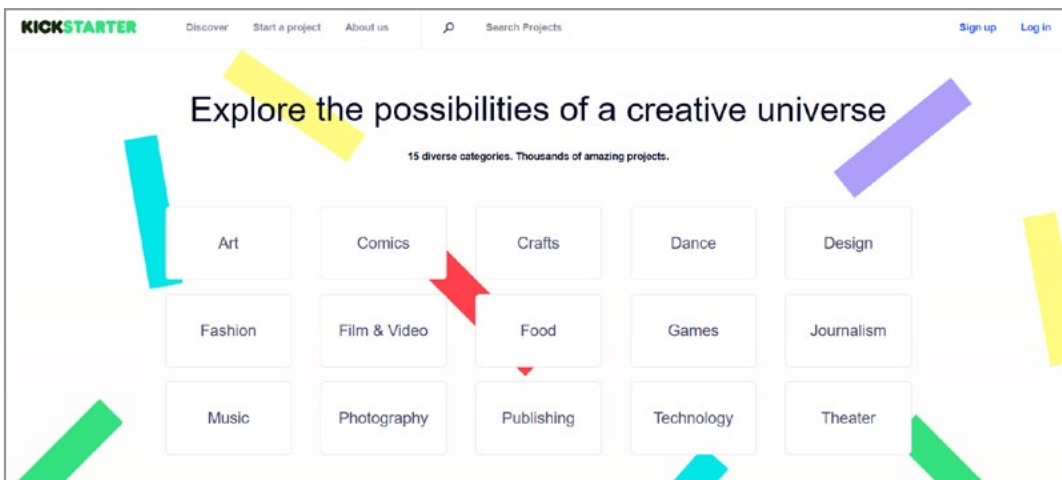 KICKSTARTER Discover Start a project About us Search Projects Sign up Log in
Explore the possibilities of a creative universe
15 diverse categories. Thousands of amazing projects.
Art Comics Crafts Dance Design
Fashion Film & Video Food Games Journalism
Music Photography Publishing Technology Theater